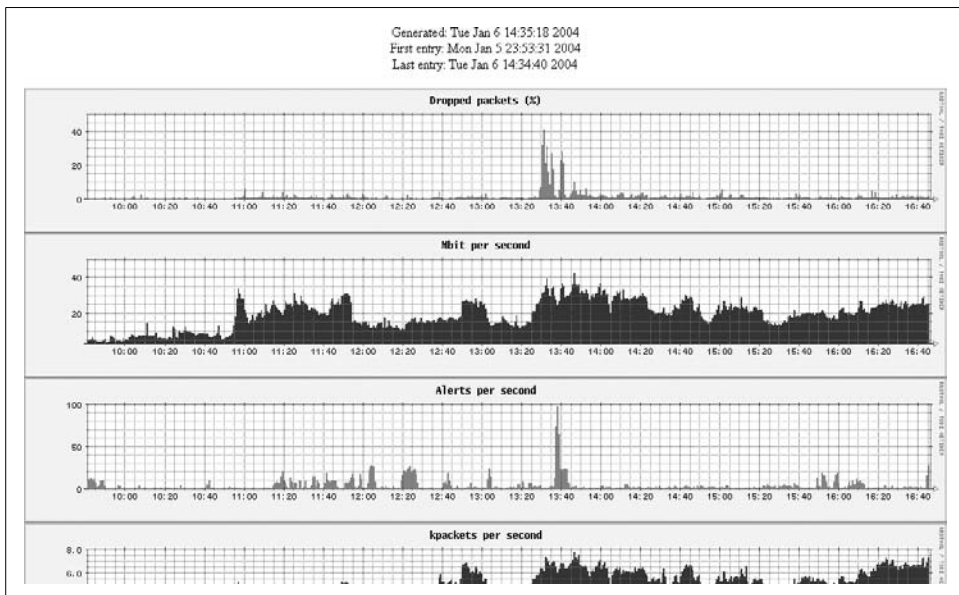 Generated: Tue Jan 6 14:35:18 2004
First entry: Mon Jan 5 23:53:31 2004
Last entry: Tue Jan 6 14:34:40 2004
Dropped packets (%)
40
20
0
10:00 10:20 10:40 11:00 11:20 11:40 12:00 12:20 12:40 13:00 13:20 13:40 14:00 14:20 14:40 15:00 15:20 15:40 16:00 16:20 16:40
Mbit per second
40
20
10:00 10:20 10:40 11:00 11:20 11:40 12:00 12:20 12:40 13:00 13:20 13:40 14:00 14:20 14:40 15:00 15:20 15:40 16:00 16:20 16:40
Alerts per second
100
50
0
10:00 10:20 10:40 11:00 11:20 11:40 12:00 12:20 12:40 13:00 13:20 13:40 14:00 14:20 14:40 15:00 15:20 15:40 16:00 16:20 16:40
kpackets per second
8.0
6.0